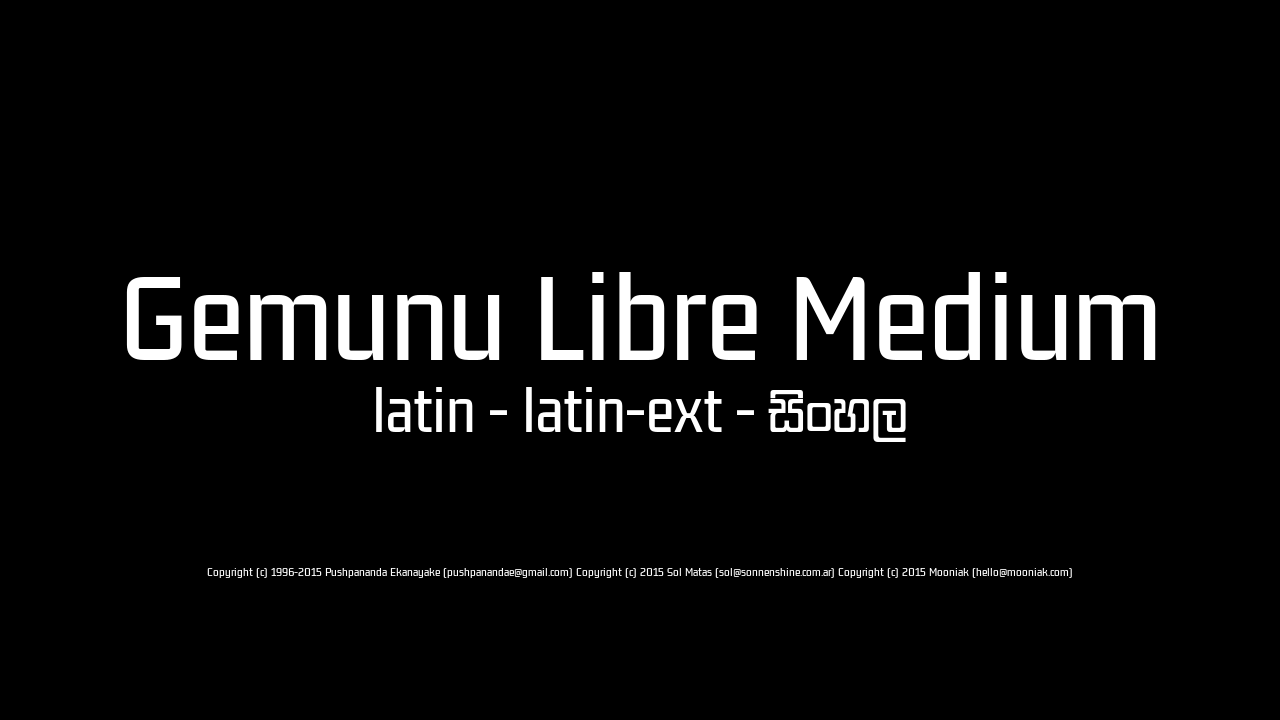 Gemunu Libre Medium
latin - latin-ext - සිංහල
Copyright (c) 1996-2015 Pushpananda Ekanayake (pushpanandae@gmail.com) Copyright (c) 2015 Sol Matas (sol@sonnenshine.com.ar) Copyright (c) 2015 Mooniak (hello@mooniak.com)